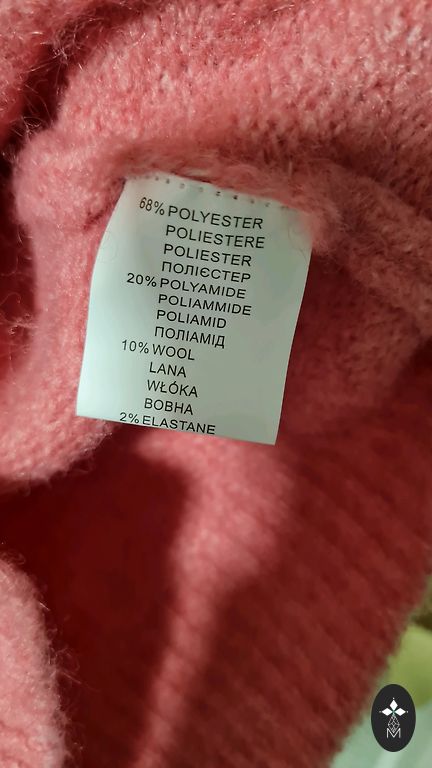 68% POLYESTER
POLIESTERE
POLIESTER
ПОЛІЄСТЕР
20% POLYAMIDE
POLIAMMIDE
POLIAMID
ПОЛІАМІД
10% WOOL
LANA
WŁÓKA
ВОВНА
2% ELASTANE
M